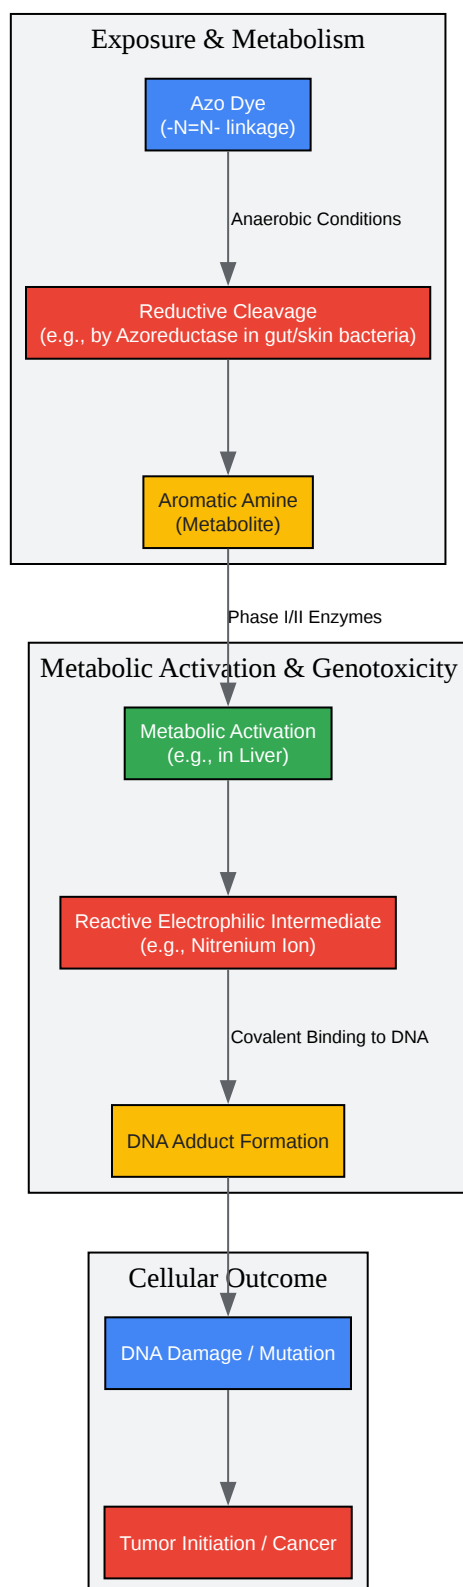 Exposure & Metabolism
Azo Dye
(-N=N- linkage)
Anaerobic Conditions
Reductive Cleavage
(e.g., by Azoreductase in gut/skin bacteria)
Aromatic Amine
(Metabolite)
Phase I/II Enzymes
Metabolic Activation & Genotoxicity
Metabolic Activation
(e.g., in Liver)
Reactive Electrophilic Intermediate
(e.g., Nitrenium Ion)
Covalent Binding to DNA
DNA Adduct Formation
Cellular Outcome
DNA Damage / Mutation
Tumor Initiation / Cancer